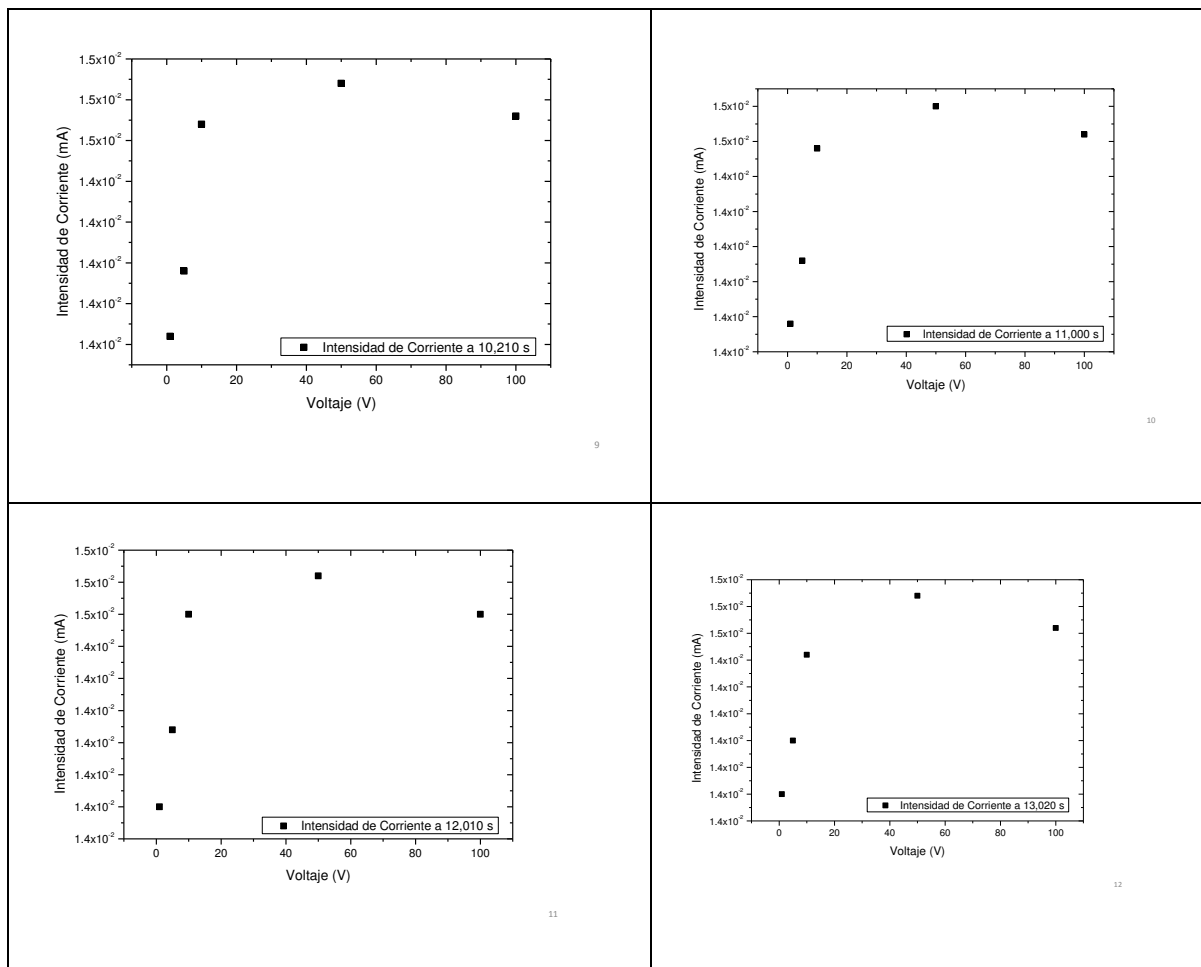 1.5x10-2
1.5x10-2
1.5x10-2
1.4x10-2
1.4x10-2
1.4x10-2
1.4x10-2
1.4x10-2
Intensidad de Corriente (mA)
Intensidad de Corriente a 10,210 s
0 20 40 60 80 100
Voltaje (V)
9
1.5x10-2
1.5x10-2
1.4x10-2
1.4x10-2
1.4x10-2
1.4x10-2
1.4x10-2
1.4x10-2
Intensidad de Corriente (mA)
Intensidad de Corriente a 11,000 s
0 20 40 60 80 100
Voltaje (V)
10
1.5x10-2
1.5x10-2
1.5x10-2
1.4x10-2
1.4x10-2
1.4x10-2
1.4x10-2
1.4x10-2
1.4x10-2
1.4x10-2
Intensidad de Corriente (mA)
Intensidad de Corriente a 12,010 s
0 20 40 60 80 100
Voltaje (V)
11
1.5x10-2
1.5x10-2
1.5x10-2
1.4x10-2
1.4x10-2
1.4x10-2
1.4x10-2
1.4x10-2
1.4x10-2
1.4x10-2
Intensidad de Corriente (mA)
Intensidad de Corriente a 13,020 s
0 20 40 60 80 100
Voltaje (V)
12